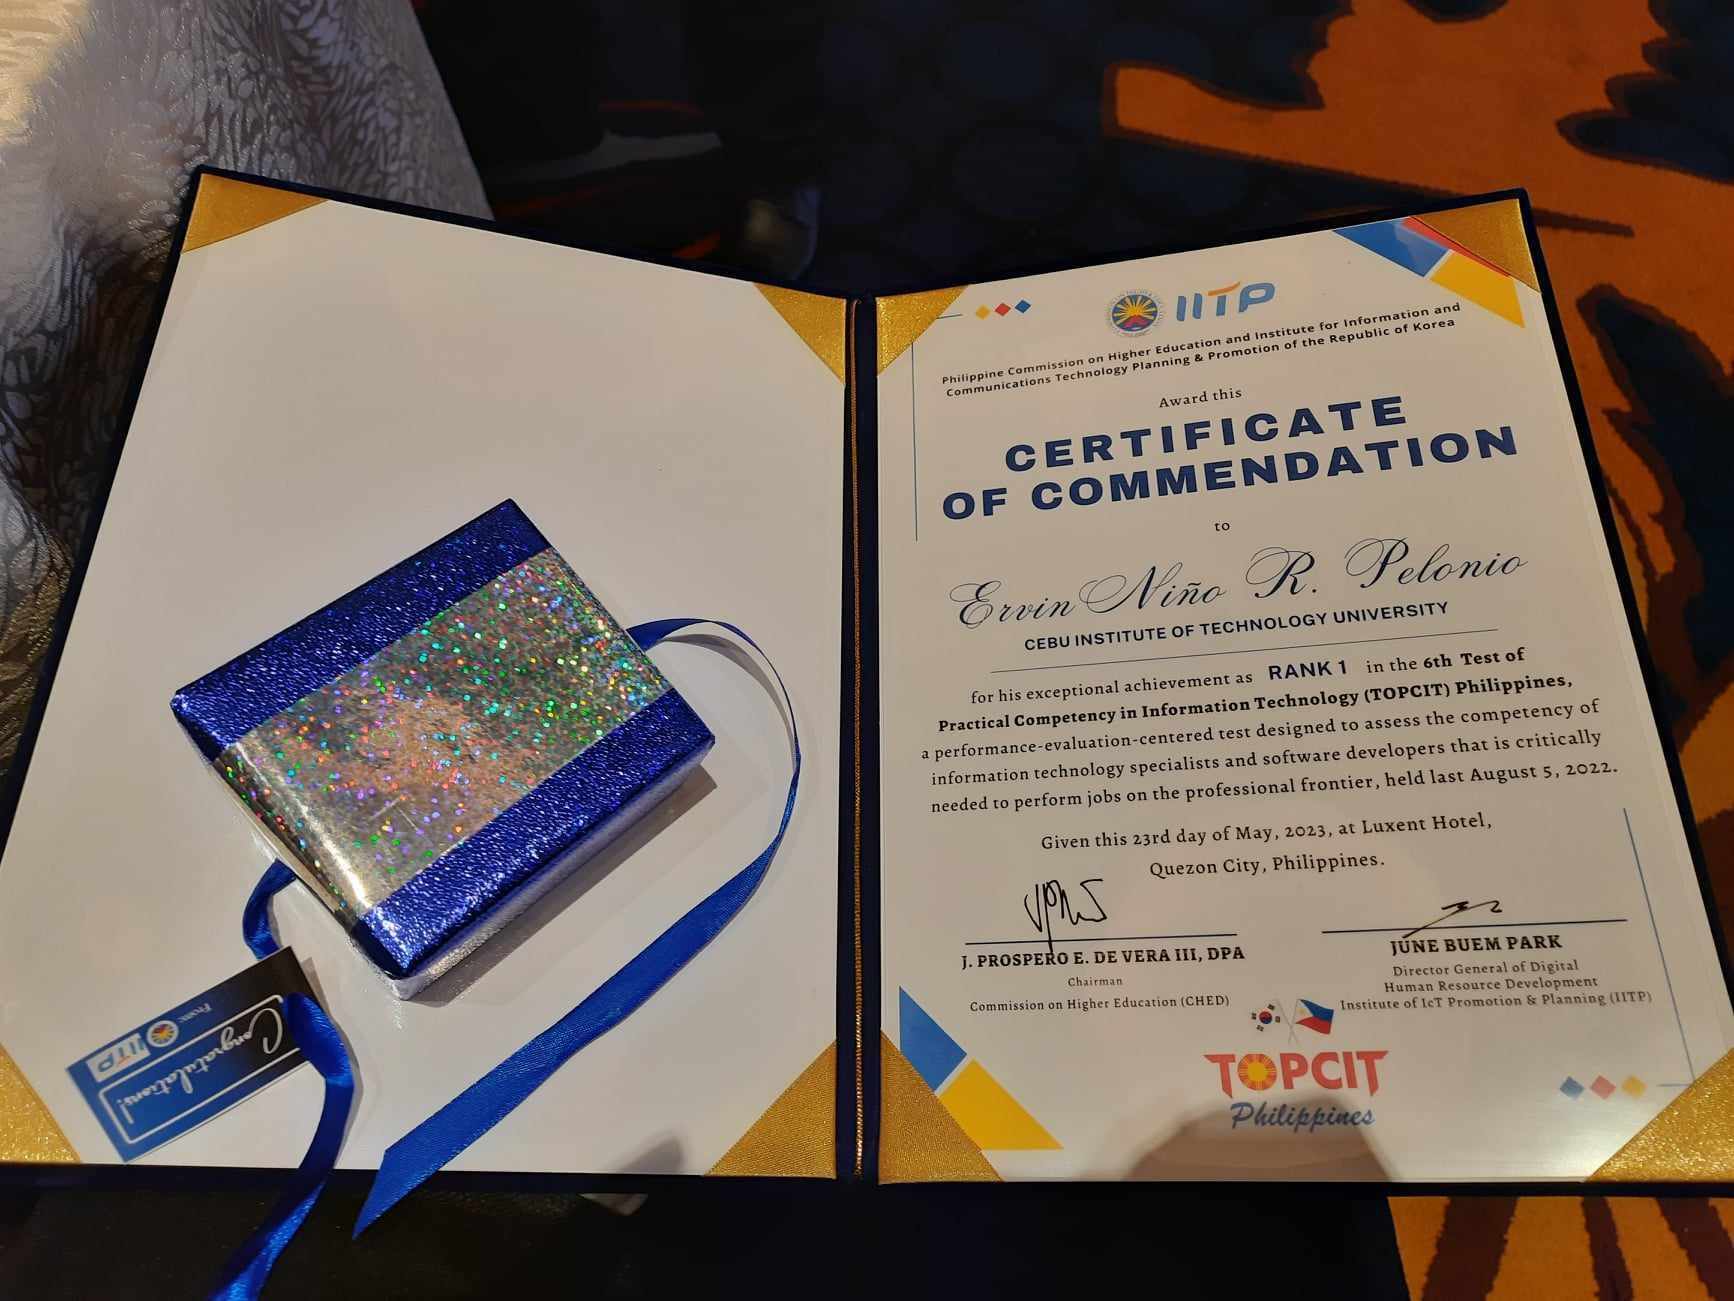 IITP
Philippine Commission on Higher Education and Institute for Information and
Communications Technology Planning & Promotion of the Republic of Korea
Award this
CERTIFICATE
OF COMMENDATION
to
Ervin Niño R. Pelonio
CEBU INSTITUTE OF TECHNOLOGY UNIVERSITY
for his exceptional achievement as RANK 1 in the 6th Test of
Practical Competency in Information Technology (TOPCIT) Philippines,
a performance-evaluation-centered test designed to assess the competency of
information technology specialists and software developers that is critically
needed to perform jobs on the professional frontier, held last August 5, 2022.
Given this 23rd day of May, 2023, at Luxent Hotel,
Quezon City, Philippines.
J. PROSPERO E. DE VERA III, DPA
Chairman
Commission on Higher Education (CHED)
JUNE BUEM PARK
Director General of Digital
Human Resource Development
Institute of IcT Promotion & Planning (IITP)
TOPCIT
Philippines
From:
IITP
Congratulations!